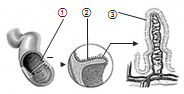 ① ② ③